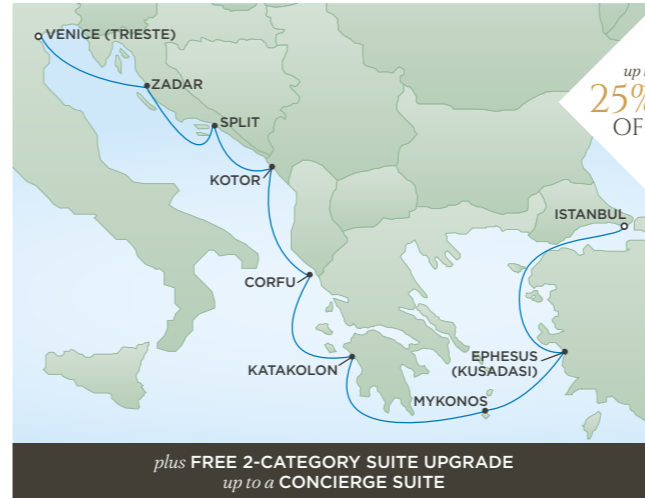 VENICE (TRIESTE)
ZADAR
SPLIT
KOTOR
CORFU
KATAKOLON
MYKONOS
EPHESUS
(KUSADASI)
ISTANBUL
25%
plus FREE 2-CATEGORY SUITE UPGRADE
up to a CONCIERGE SUITE